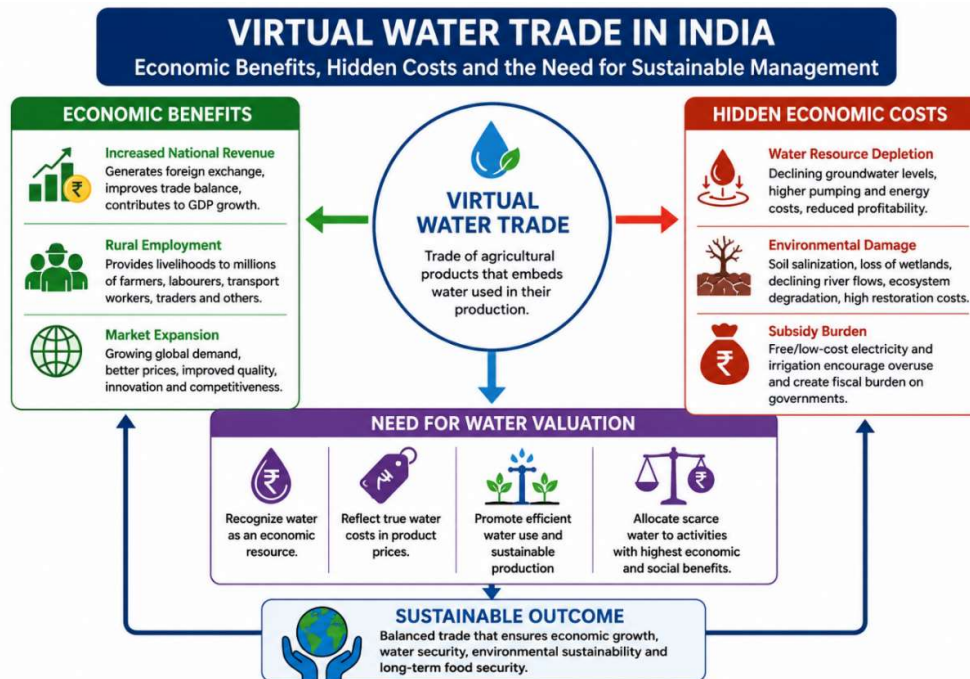 VIRTUAL WATER TRADE IN INDIA
Economic Benefits, Hidden Costs and the Need for Sustainable Management
ECONOMIC BENEFITS
Increased National Revenue
Generates foreign exchange,
improves trade balance,
contributes to GDP growth.
Rural Employment
Provides livelihoods to millions
of farmers, labourers, transport
workers, traders and others.
Market Expansion
Growing global demand,
better prices, improved quality,
innovation and competitiveness.
VIRTUAL
WATER TRADE
Trade of agricultural
products that embeds
water used in their
production.
HIDDEN ECONOMIC COSTS
Water Resource Depletion
Declining groundwater levels,
higher pumping and energy
costs, reduced profitability.
Environmental Damage
Soil salinization, loss of wetlands,
declining river flows, ecosystem
degradation, high restoration costs.
Subsidy Burden
₹
Free/low-cost electricity and
irrigation encourage overuse
and create fiscal burden on
governments.
NEED FOR WATER VALUATION
₹
Recognize water
as an economic
resource.
₹
Reflect true water
costs in product
prices.
Promote efficient
water use and
sustainable
production
₹
Allocate scarce
water to activities
with highest economic
and social benefits.
SUSTAINABLE OUTCOME
Balanced trade that ensures economic growth,
water security, environmental sustainability and
long-term food security.